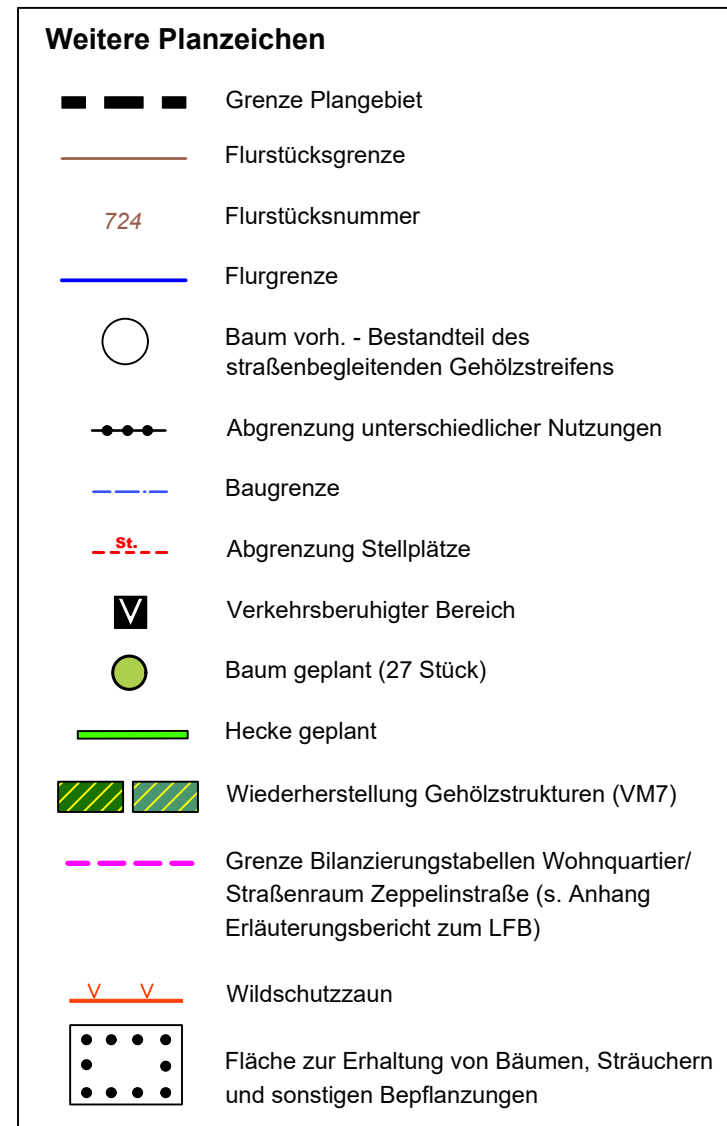 Weitere Planzeichen
Grenze Plangebiet
Flurstücksgrenze
724 Flurstücksnummer
Flurgrenze
Baum vorh. - Bestandteil des
straßenbegleitenden Gehölzstreifens
Abgrenzung unterschiedlicher Nutzungen
Baugrenze
St. Abgrenzung Stellplätze
V Verkehrsberuhigter Bereich
Baum geplant (27 Stück)
Hecke geplant
Wiederherstellung Gehölzstrukturen (VM7)
Grenze Bilanzierungstabellen Wohnquartier/
Straßenraum Zeppelinstraße (s. Anhang
Erläuterungsbericht zum LFB)
Wildschutzzaun
Fläche zur Erhaltung von Bäumen, Sträuchern
und sonstigen Bepflanzungen